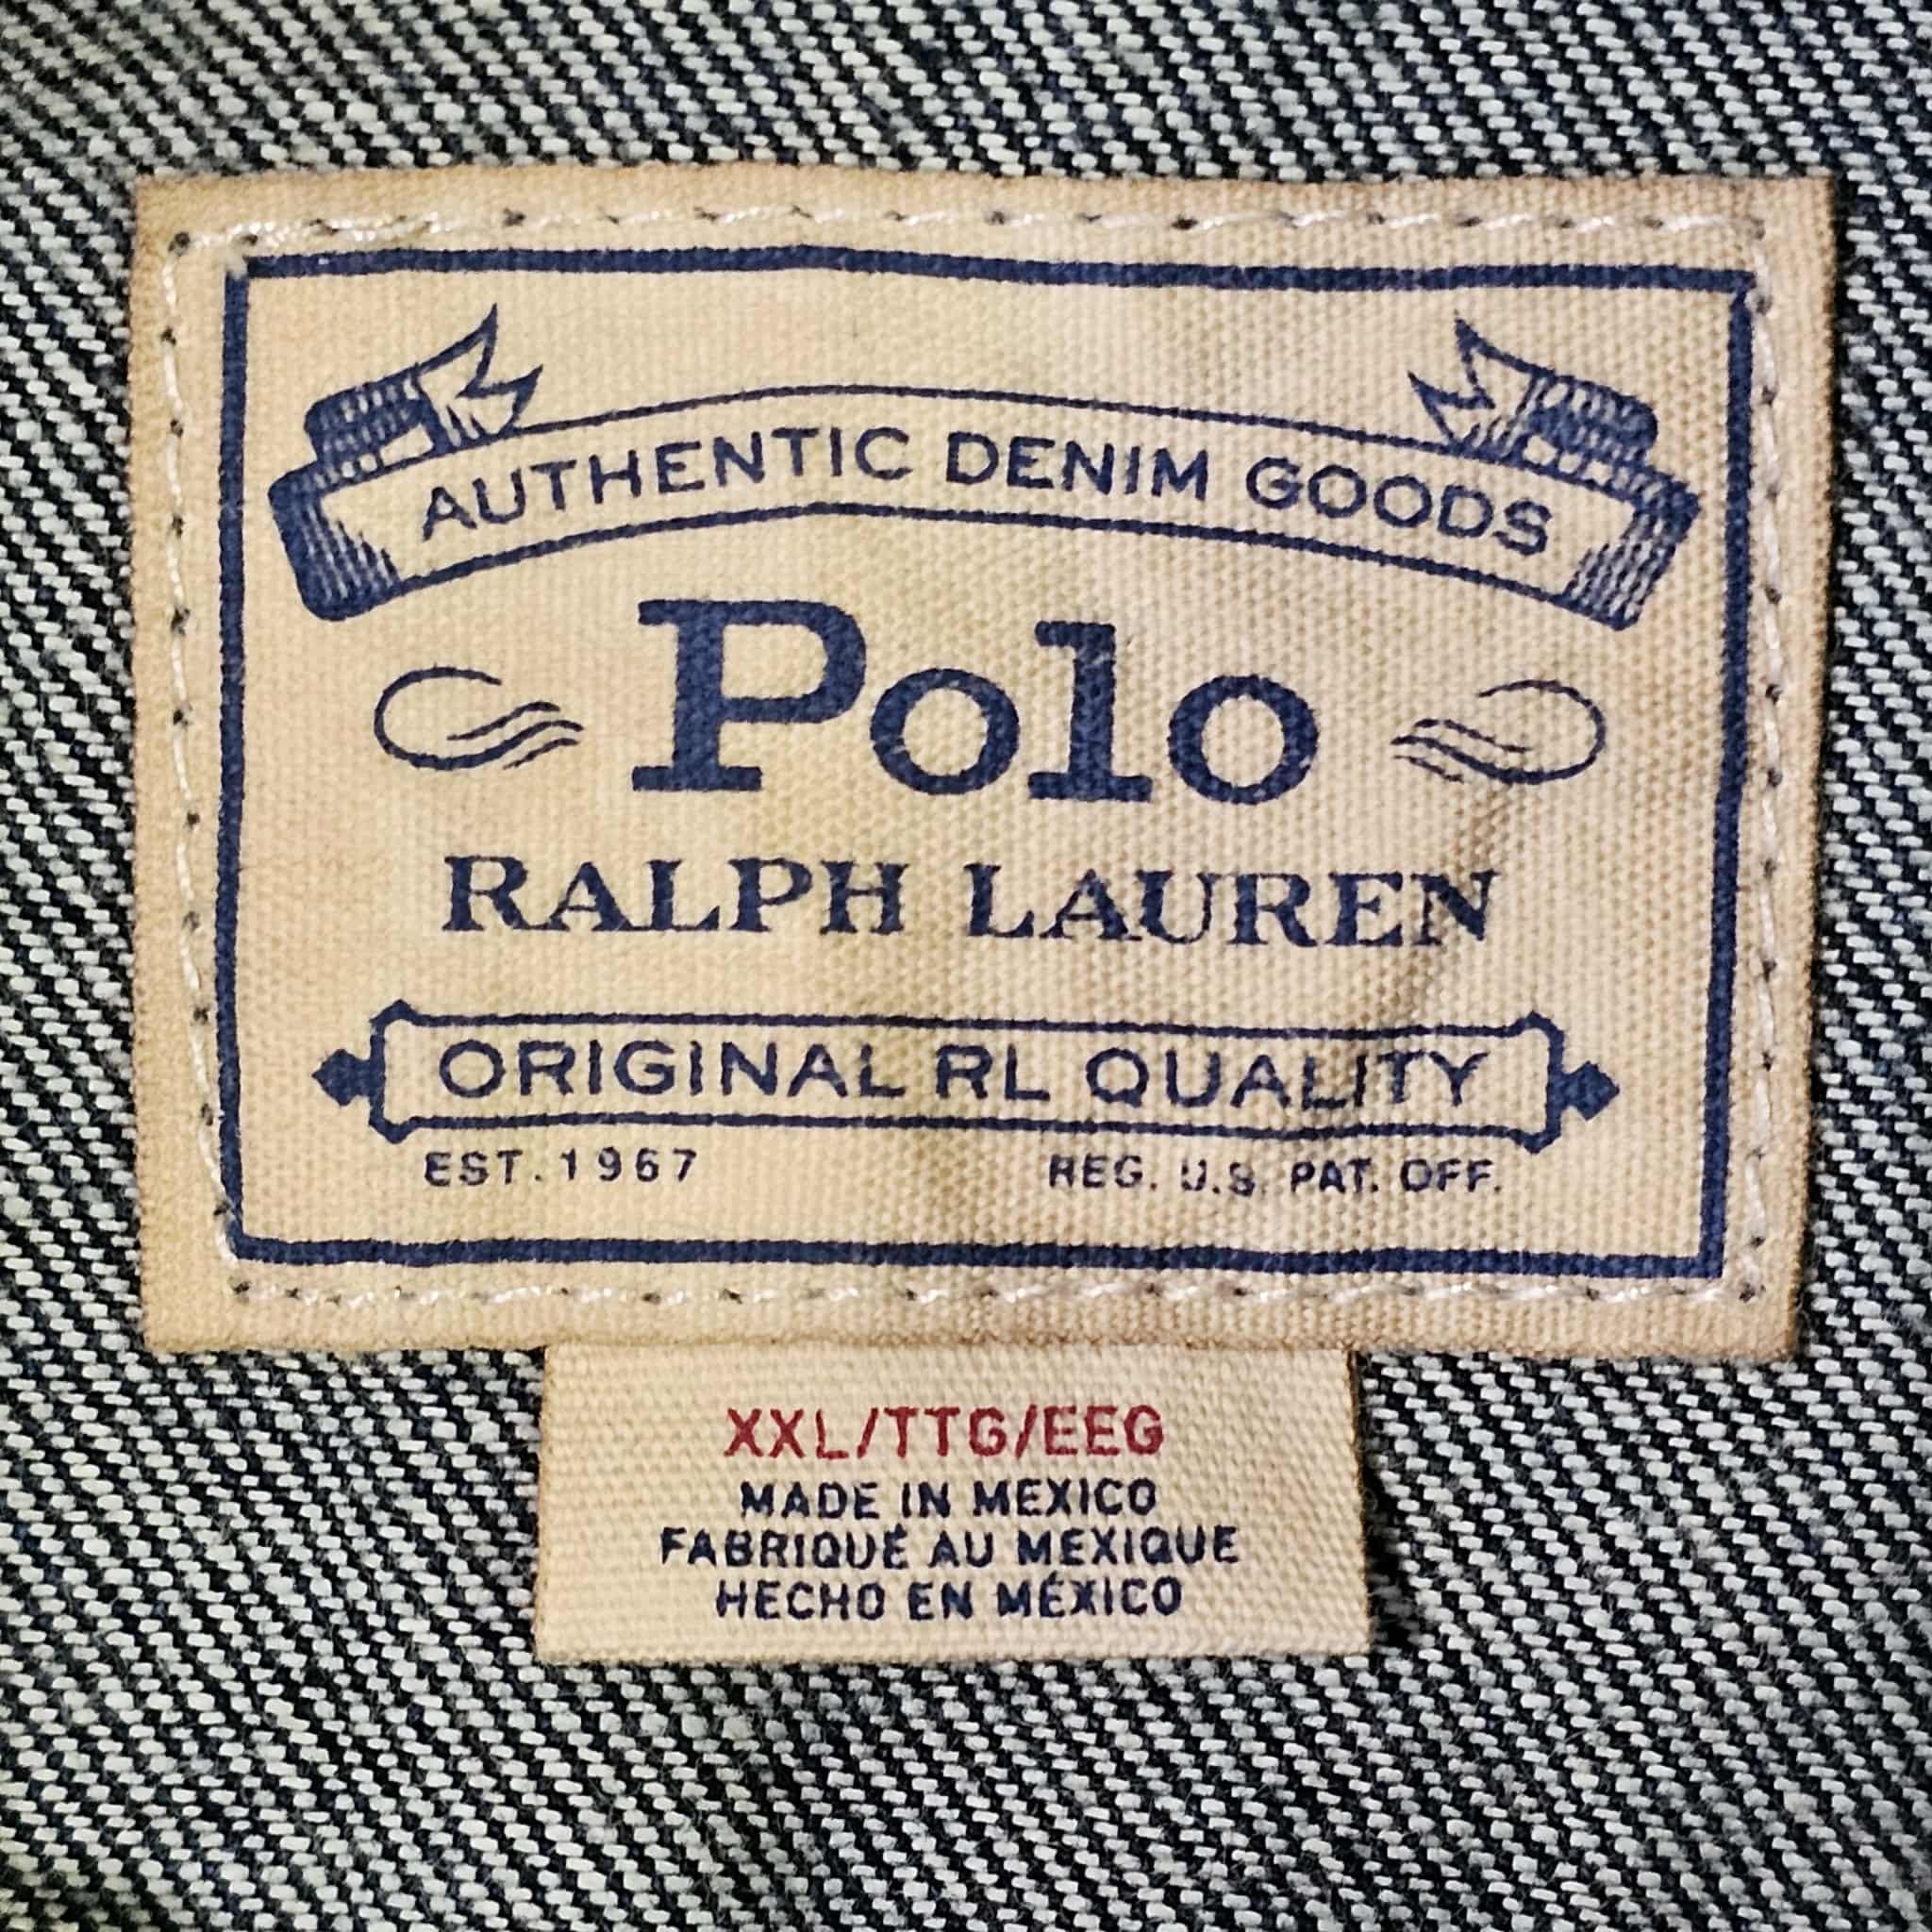 AUTHENTIC DENIM GOODS
Polo
RALPH LAUREN
ORIGINAL RL QUALITY
EST. 1967 REG. U.S. PAT. OFF.
XXL/TTG/EEG
MADE IN MEXICO
FABRIQUÉ AU MEXIQUE
HECHO EN MÉXICO